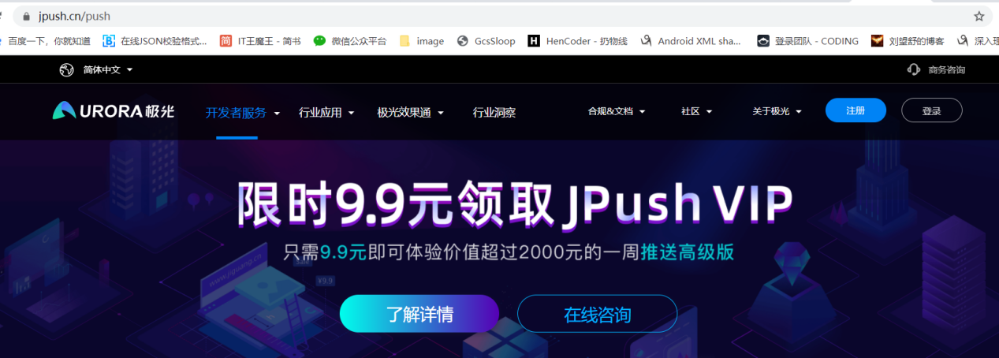 jpush.cn/push
百度一下，你就知道 在线JSON校验格式... 简 IT王魔王 - 简书 微信公众平台 image GcsSloop H HenCoder - 扔物线 Android XML sha... 登录团队 - CODING 刘望舒的博客 深入理
简体中文 商务咨询
URORA极光 开发者服务 行业应用 极光效果通 行业洞察 合规&文档 社区 关于极光 注册 登录
限时9.9元领取 JPush VIP
只需9.9元即可体验价值超过2000元的一周推送高级版
www.jiguang.cn
¥9.9
了解详情 在线咨询